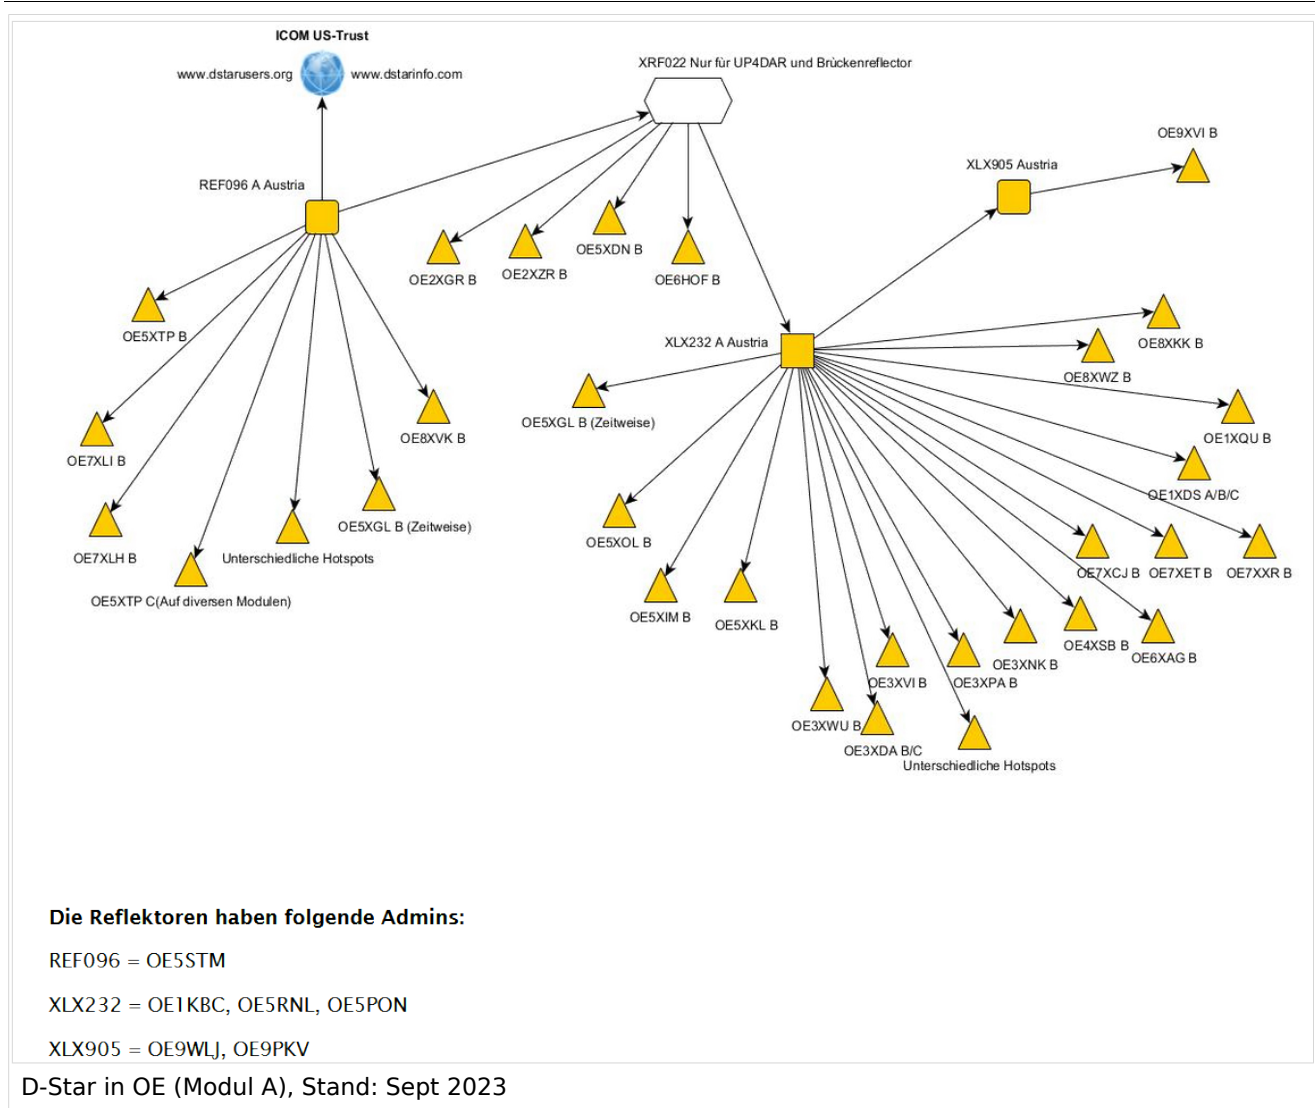 ICOM US-Trust
www.dstarusers.org www.dstarinfo.com
XRF022 Nur für UP4DAR und Brückenreflector
OE9XVI B
XLX905 Austria
REF096 A Austria
OE5XDN B
OE2XGR B
OE2XZR B
OE6HOF B
OE5XTP B
XLX232 A Austria
OE8XKK B
OE8XWZ B
OE5XGL B (Zeitweise)
OE8XVK B
OE1XQU B
OE7XLI B
OE1XDS A/B/C
OE5XGL B (Zeitweise)
OE5XOL B
OE7XLH B
Unterschiedliche Hotspots
OE7XCJ B
OE7XET B
OE7XXR B
OE5XTP C(Auf diversen Modulen)
OE5XIM B
OE5XKL B
OE4XSB B
OE6XAG B
OE3XNK B
OE3XVI B
OE3XPA B
OE3XWU B
OE3XDA B/C
Unterschiedliche Hotspots
Die Reflektoren haben folgende Admins:
REF096 = OE5STM
XLX232 = OE1KBC, OE5RNL, OE5PON
XLX905 = OE9WLJ, OE9PKV
D-Star in OE (Modul A), Stand: Sept 2023